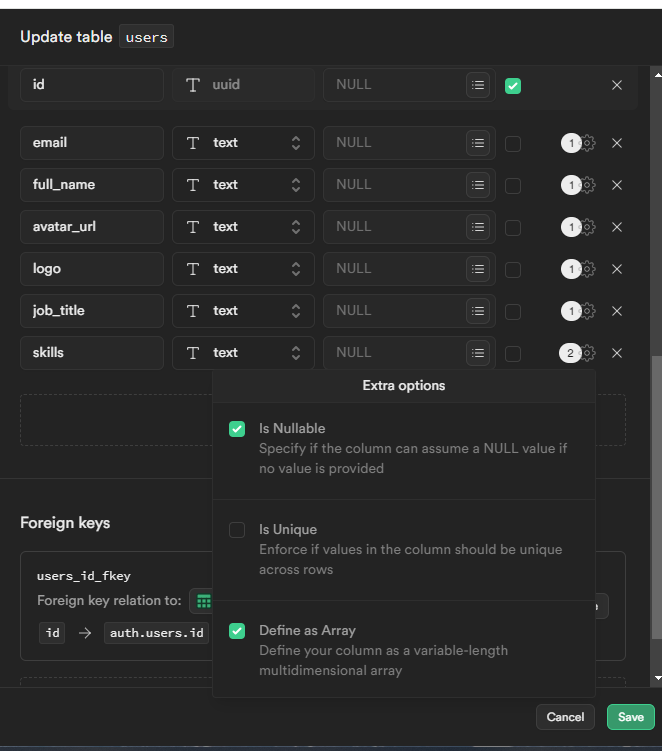 Update table users
id T uuid NULL
email T text NULL 1
full_name T text NULL 1
avatar_url T text NULL 1
logo T text NULL 1
job_title T text NULL 1
skills T text NULL 2
Extra options
Is Nullable
Specify if the column can assume a NULL value if
no value is provided
Is Unique
Enforce if values in the column should be unique
across rows
Define as Array
Define your column as a variable-length
multidimensional array
Foreign keys
users_id_fkey
Foreign key relation to:
id → auth.users.id
Cancel Save